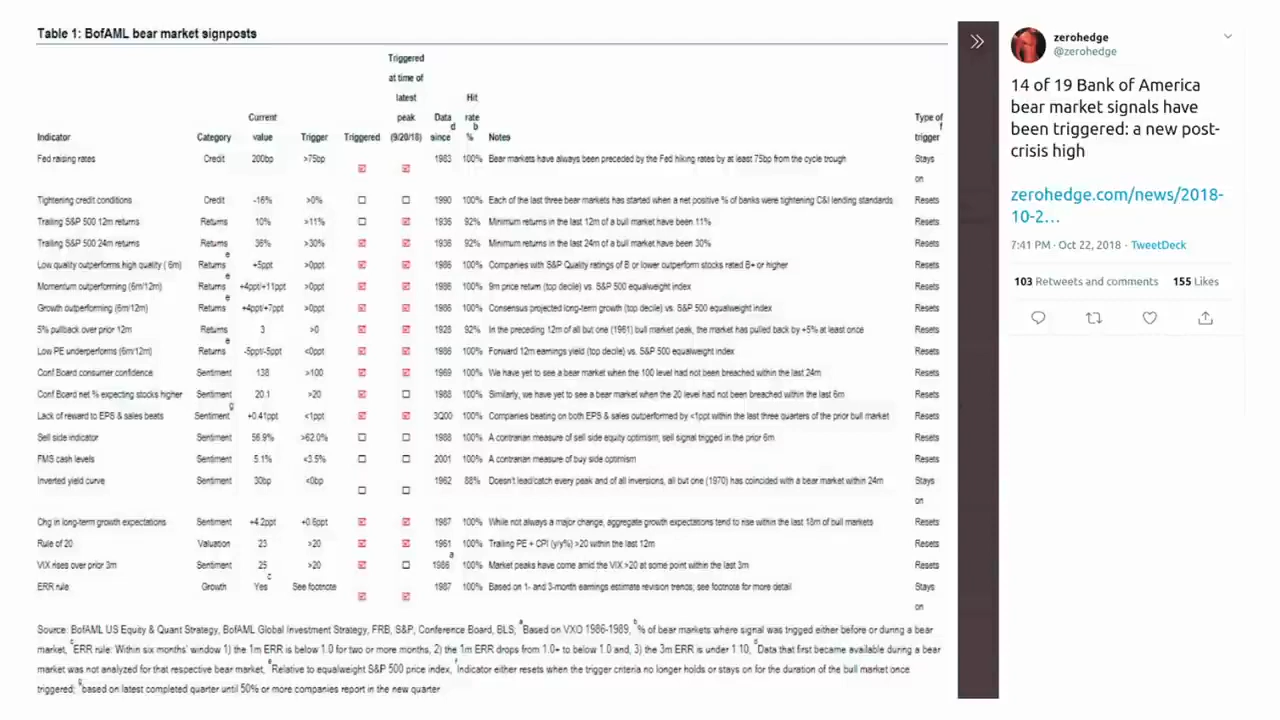 Table 1: BofAML bear market signposts
Indicator Category Current value Trigger Triggered Triggered at time of latest peak (9/20/18) Data since d Hit rate b % Notes Type of trigger f
Fed raising rates Credit 200bp >75bp ☑ ☑ 1983 100% Bear markets have always been preceded by the Fed hiking rates by at least 75bp from the cycle trough Stays on
Tightening credit conditions Credit -16% >0% ☐ ☐ 1990 100% Each of the last three bear markets has started when a net positive % of banks were tightening C&I lending standards Resets
Trailing S&P 500 12m returns Returns 10% >11% ☐ ☑ 1936 92% Minimum returns in the last 12m of a bull market have been 11% Resets
Trailing S&P 500 24m returns Returns 36% >30% ☑ ☑ 1936 92% Minimum returns in the last 24m of a bull market have been 30% Resets
Low quality outperforms high quality ( 6m) Returns e +5ppt >0ppt ☑ ☑ 1986 100% Companies with S&P Quality ratings of B or lower outperform stocks rated B+ or higher Resets
Momentum outperforming (6m/12m) Returns e +4ppt/+11ppt >0ppt ☑ ☑ 1986 100% 9m price return (top decile) vs. S&P 500 equalweight index Resets
Growth outperforming (6m/12m) Returns e +4ppt/+7ppt >0ppt ☑ ☑ 1986 100% Consensus projected long-term growth (top decile) vs. S&P 500 equalweight index Resets
5% pullback over prior 12m Returns 3 >0 ☑ ☑ 1928 92% In the preceding 12m of all but one (1961) bull market peak, the market has pulled back by +5% at least once Resets
Low PE underperforms (6m/12m) Returns e -5ppt/-5ppt <0ppt ☑ ☑ 1986 100% Forward 12m earnings yield (top decile) vs. S&P 500 equalweight index Resets
Conf Board consumer confidence Sentiment 138 >100 ☑ ☑ 1969 100% We have yet to see a bear market when the 100 level had not been breached within the last 24m Resets
Conf Board net % expecting stocks higher Sentiment 20.1 >20 ☑ ☐ 1988 100% Similarly, we have yet to see a bear market when the 20 level had not been breached within the last 6m Resets
Lack of reward to EPS & sales beats Sentiment g +0.41ppt <1ppt ☑ ☑ 3Q00 100% Companies beating on both EPS & sales outperformed by <1ppt within the last three quarters of the prior bull market Resets
Sell side indicator Sentiment 56.9% >62.0% ☐ ☐ 1988 100% A contrarian measure of sell side equity optimism; sell signal trigged in the prior 6m Resets
FMS cash levels Sentiment 5.1% <3.5% ☐ ☐ 2001 100% A contrarian measure of buy side optimism Resets
Inverted yield curve Sentiment 30bp <0bp ☐ ☐ 1962 88% Doesn't lead/catch every peak and of all inversions, all but one (1970) has coincided with a bear market within 24m Stays on
Chg in long-term growth expectations Sentiment +4.2ppt +0.6ppt ☑ ☑ 1987 100% While not always a major change, aggregate growth expectations tend to rise within the last 18m of bull markets Resets
Rule of 20 Valuation 23 >20 ☑ ☑ 1961 100% Trailing PE + CPI (y/y%) >20 within the last 12m Resets
VIX rises over prior 3m Sentiment 25 >20 ☑ ☐ 1986 a 100% Market peaks have come amid the VIX >20 at some point within the last 3m Resets
ERR rule Growth Yes c See footnote ☑ ☑ 1987 100% Based on 1- and 3-month earnings estimate revision trends; see footnote for more detail Stays on
Source: BofAML US Equity & Quant Strategy, BofAML Global Investment Strategy, FRB, S&P, Conference Board, BLS; a Based on VXO 1986-1989, b % of bear markets where signal was trigged either before or during a bear
market, c ERR rule: Within six months' window 1) the 1m ERR is below 1.0 for two or more months, 2) the 1m ERR drops from 1.0+ to below 1.0 and, 3) the 3m ERR is under 1.10, d Data that first became available during a bear
market was not analyzed for that respective bear market, e Relative to equalweight S&P 500 price index, f Indicator either resets when the trigger criteria no longer holds or stays on for the duration of the bull market once
triggered; g based on latest completed quarter until 50% or more companies report in the new quarter
zerohedge
@zerohedge
14 of 19 Bank of America
bear market signals have
been triggered: a new post-
crisis high
zerohedge.com/news/2018-
10-2…
7:41 PM · Oct 22, 2018 · TweetDeck
103 Retweets and comments 155 Likes